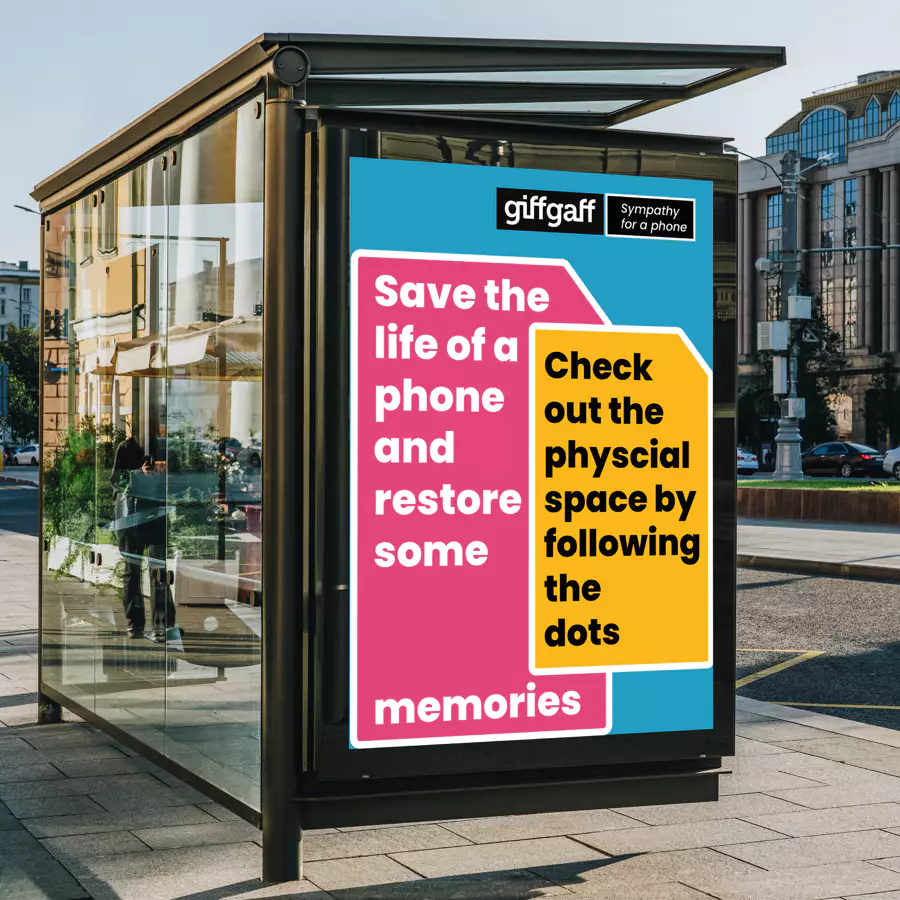 giffgaff
Sympathy
for a phone
Save the
life of a
phone
and
restore
some
memories
Check
out the
physcial
space by
following
the
dots